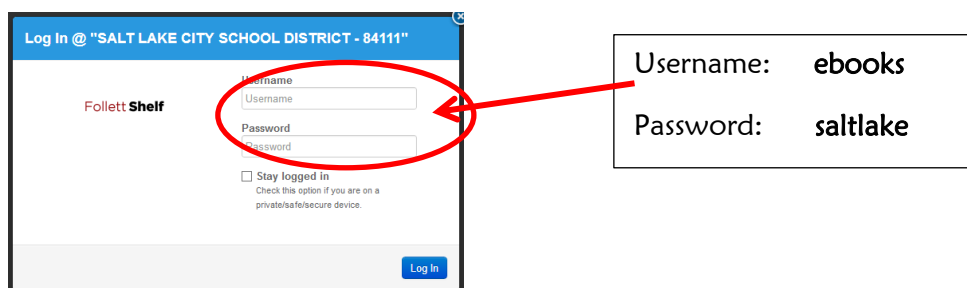 Log In @ "SALT LAKE CITY SCHOOL DISTRICT - 84111"
Follett Shelf
Username
Username
Password
Password
Stay logged in
Check this option if you are on a
private/safe/secure device.
Log In
Username: ebooks
Password: saltlake